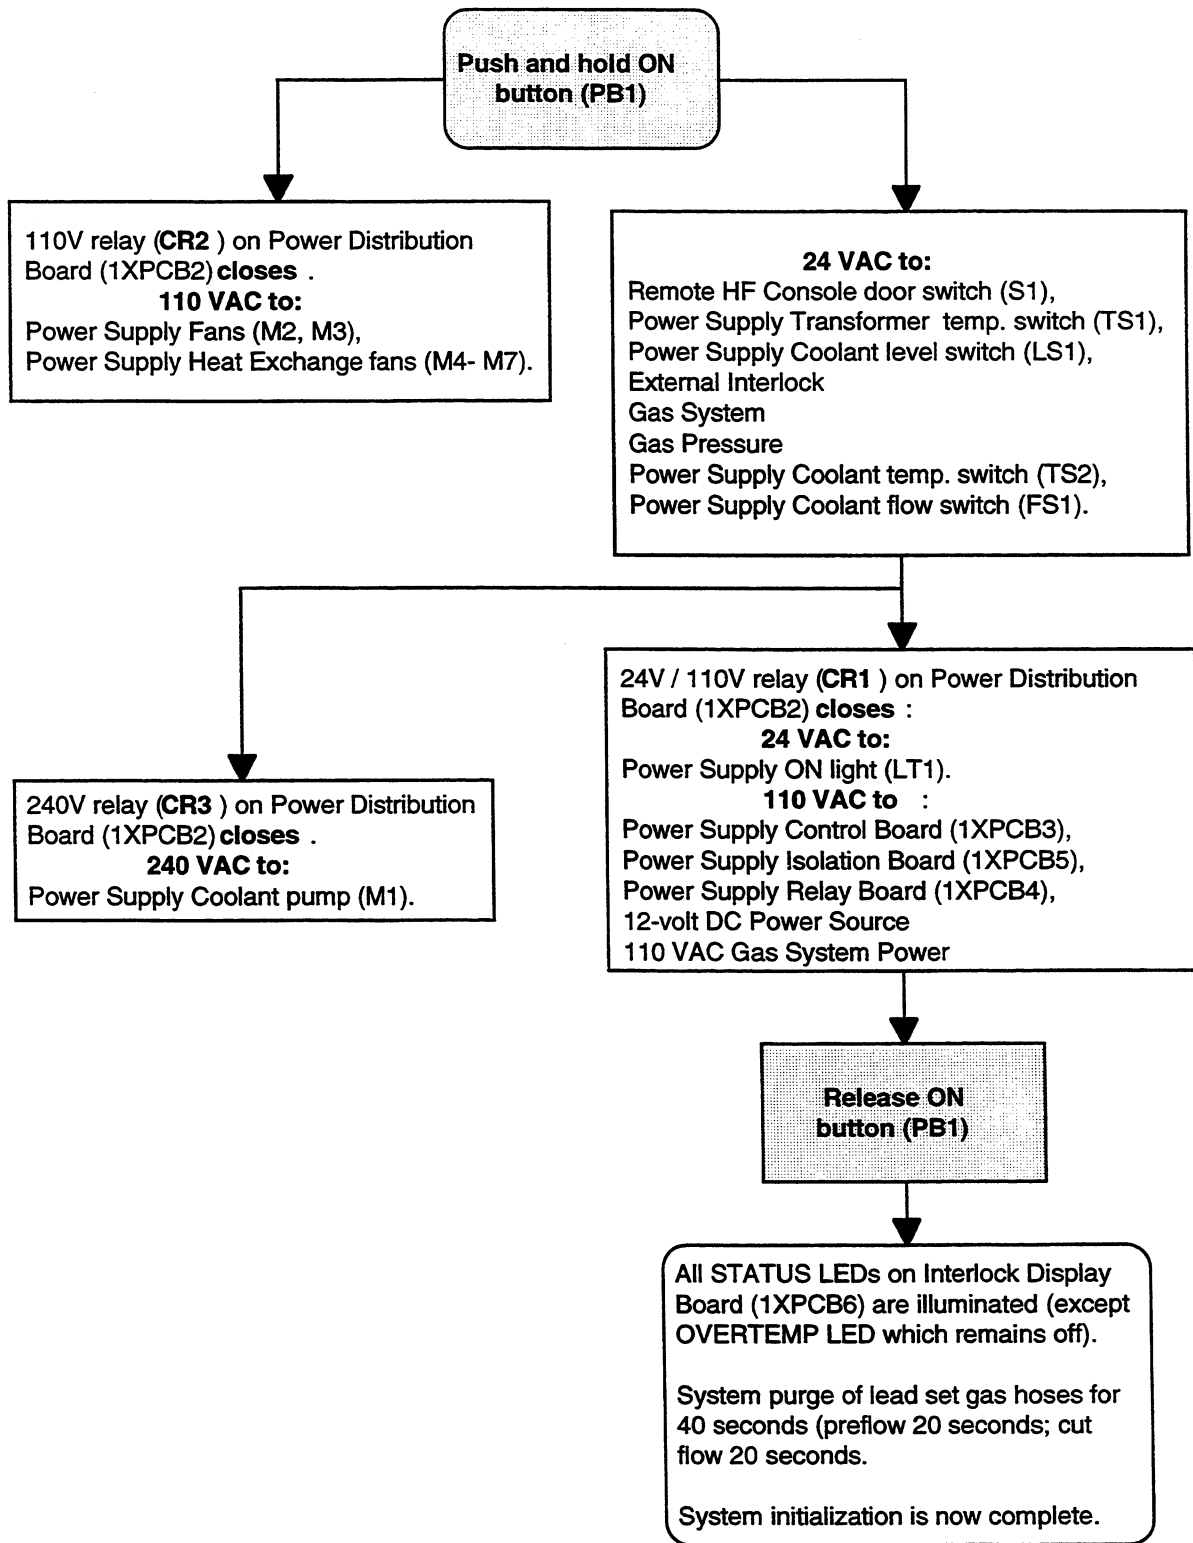 Push and hold ON
button (PB1)
110V relay (CR2 ) on Power Distribution
Board (1XPCB2) closes .
110 VAC to:
Power Supply Fans (M2, M3),
Power Supply Heat Exchange fans (M4- M7).
24 VAC to:
Remote HF Console door switch (S1),
Power Supply Transformer temp. switch (TS1),
Power Supply Coolant level switch (LS1),
External Interlock
Gas System
Gas Pressure
Power Supply Coolant temp. switch (TS2),
Power Supply Coolant flow switch (FS1).
240V relay (CR3 ) on Power Distribution
Board (1XPCB2) closes .
240 VAC to:
Power Supply Coolant pump (M1).
24V / 110V relay (CR1 ) on Power Distribution
Board (1XPCB2) closes :
24 VAC to:
Power Supply ON light (LT1).
110 VAC to :
Power Supply Control Board (1XPCB3),
Power Supply Isolation Board (1XPCB5),
Power Supply Relay Board (1XPCB4),
12-volt DC Power Source
110 VAC Gas System Power
Release ON
button (PB1)
All STATUS LEDs on Interlock Display
Board (1XPCB6) are illuminated (except
OVERTEMP LED which remains off).
System purge of lead set gas hoses for
40 seconds (preflow 20 seconds; cut
flow 20 seconds.
System initialization is now complete.